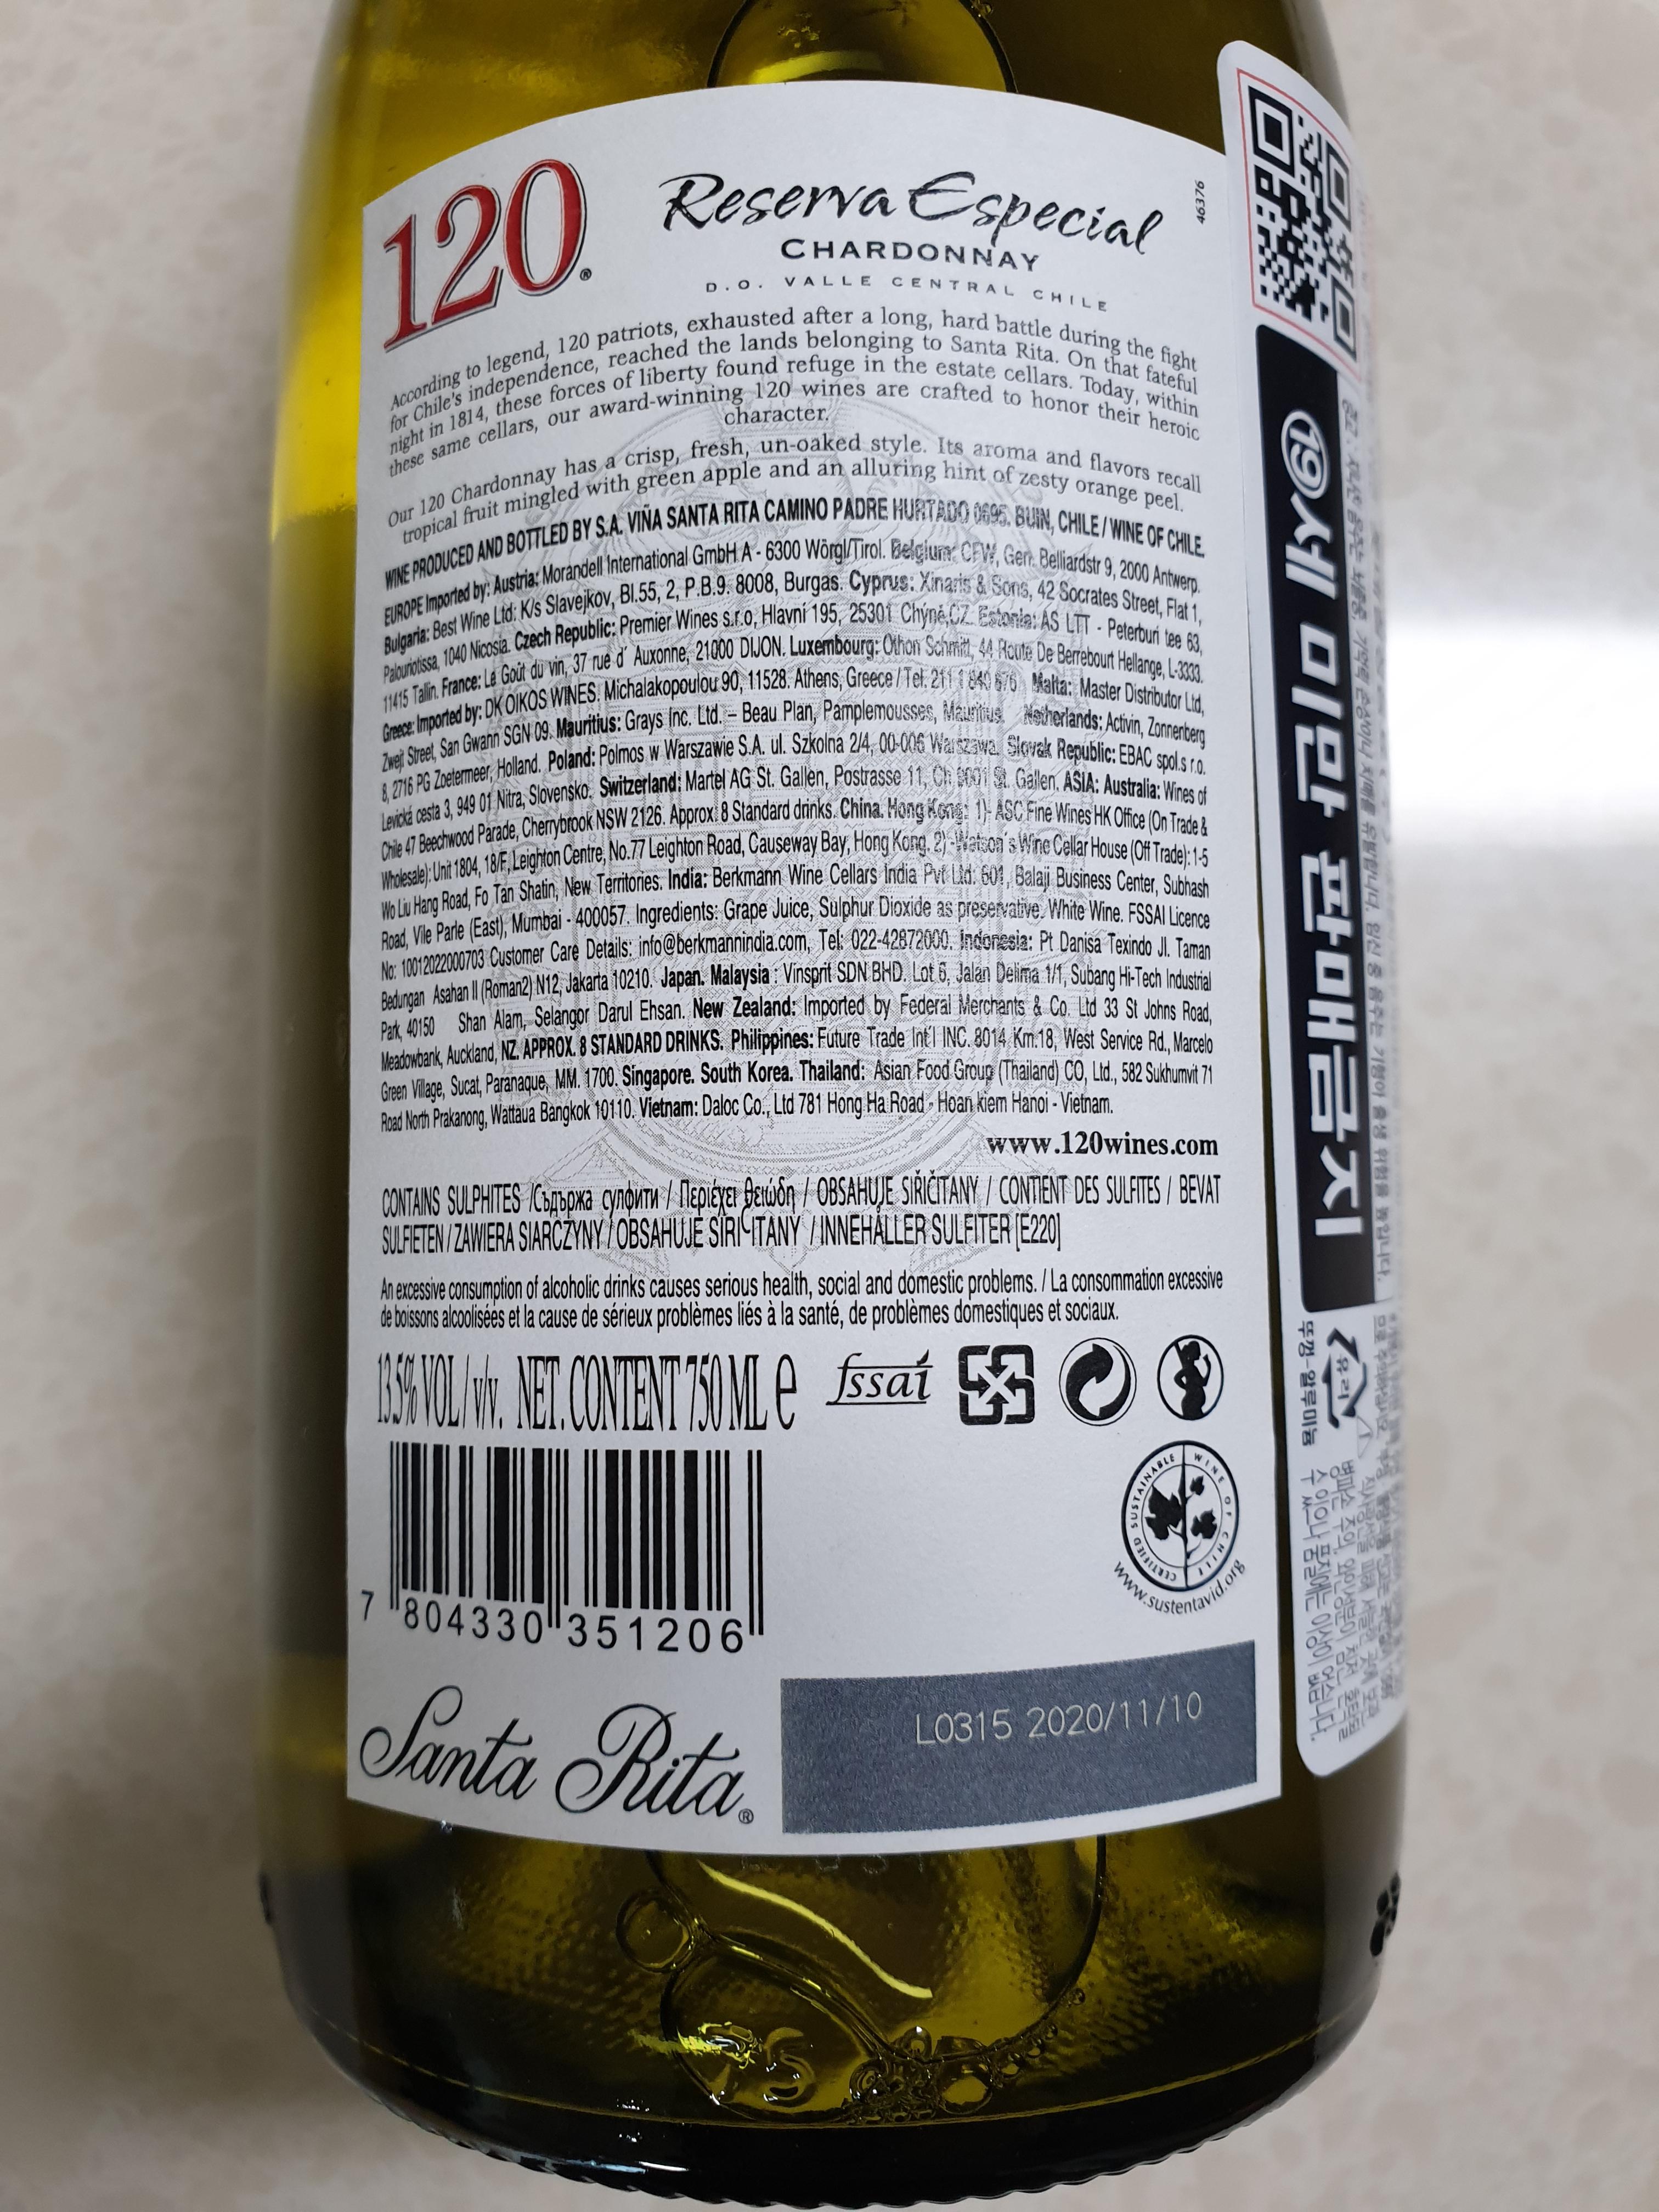 120®
Reserva Especial
CHARDONNAY
D.O. VALLE CENTRAL CHILE
46376
According to legend, 120 patriots, exhausted after a long, hard battle during the fight
for Chile's independence, reached the lands belonging to Santa Rita. On that fateful
night in 1814, these forces of liberty found refuge in the estate cellars. Today, within
these same cellars, our award-winning 120 wines are crafted to honor their heroic
character.
Our 120 Chardonnay has a crisp, fresh, un-oaked style. Its aroma and flavors recall
tropical fruit mingled with green apple and an alluring hint of zesty orange peel.
WINE PRODUCED AND BOTTLED BY S.A. VIÑA SANTA RITA CAMINO PADRE HURTADO 0695. BUIN, CHILE / WINE OF CHILE.
EUROPE Imported by: Austria: Morandell International GmbH A - 6300 Wörgl/Tirol. Belgium: CFW, Gen. Belliardstr 9, 2000 Antwerp.
Bulgaria: Best Wine Ltd: K/s Slavejkov, Bl.55, 2, P.B.9. 8008, Burgas. Cyprus: Xinaris & Sons, 42 Socrates Street, Flat 1,
Palouriotissa, 1040 Nicosia. Czech Republic: Premier Wines s.r.o, Hlavní 195, 25301 Chýně,CZ. Estonia: AS LTT - Peterburi tee 63,
11415 Tallin. France: Le Goût du vin, 37 rue d´ Auxonne, 21000 DIJON. Luxembourg: Othon Schmitt, 44 Route De Berrebourt Hellange, L-3333.
Greece: Imported by: DK OIKOS WINES. Michalakopoulou 90, 11528. Athens, Greece / Tel: 211 1 840 676 Malta: Master Distributor Ltd,
Zwejt Street, San Gwann SGN 09. Mauritius: Grays Inc. Ltd. – Beau Plan, Pamplemousses, Mauritius. Netherlands: Activin, Zonnenberg
8, 2716 PG Zoetermeer, Holland. Poland: Polmos w Warszawie S.A. ul. Szkolna 2/4, 00-006 Warszawa. Slovak Republic: EBAC spol.s r.o.
Levická cesta 3, 949 01 Nitra, Slovensko. Switzerland: Martel AG St. Gallen, Postrasse 11, Ch 9001 St. Gallen. ASIA: Australia: Wines of
Chile 47 Beechwood Parade, Cherrybrook NSW 2126. Approx. 8 Standard drinks. China. Hong Kong: 1)- ASC Fine Wines HK Office (On Trade &
Wholesale): Unit 1804, 18/F, Leighton Centre, No.77 Leighton Road, Causeway Bay, Hong Kong. 2)-Watson´s Wine Cellar House (Off Trade): 1-5
Wo Liu Hang Road, Fo Tan Shatin, New Territories. India: Berkmann Wine Cellars India Pvt Ltd: 601, Balaji Business Center, Subhash
Road, Vile Parle (East), Mumbai - 400057. Ingredients: Grape Juice, Sulphur Dioxide as preservative. White Wine. FSSAI Licence
No: 10012022000703 Customer Care Details: info@berkmannindia.com, Tel: 022-42872000. Indonesia: Pt Danisa Texindo Jl. Taman
Bedungan Asahan II (Roman2) N12, Jakarta 10210. Japan. Malaysia : Vinsprit SDN BHD. Lot 6, Jalan Delima 1/1, Subang Hi-Tech Industrial
Park, 40150 Shan Alam, Selangor Darul Ehsan. New Zealand: Imported by Federal Merchants & Co. Ltd 33 St Johns Road,
Meadowbank, Auckland, NZ. APPROX. 8 STANDARD DRINKS. Philippines: Future Trade Int´l INC. 8014 Km.18, West Service Rd., Marcelo
Green Village, Sucat, Paranaque, MM. 1700. Singapore. South Korea. Thailand: Asian Food Group (Thailand) CO, Ltd., 582 Sukhumvit 71
Road North Prakanong, Wattaua Bangkok 10110. Vietnam: Daloc Co., Ltd 781 Hong Ha Road - Hoan kiem Hanoi - Vietnam.
www.120wines.com
CONTAINS SULPHITES /Съдържа сулфити / Περιέχει θειώδη / OBSAHUJE SIŘIČITANY / CONTIENT DES SULFITES / BEVAT
SULFIETEN / ZAWIERA SIARCZYNY / OBSAHUJE SIRIČITANY / INNEHÅLLER SULFITER [E220]
An excessive consumption of alcoholic drinks causes serious health, social and domestic problems. / La consommation excessive
de boissons alcoolisées et la cause de sérieux problèmes liés à la santé, de problèmes domestiques et sociaux.
13.5% VOL / v/v. NET. CONTENT 750 ML e
fssai
CERTIFIED SUSTAINABLE WINE OF CHILE
www.sustentavid.org
7 804330 351206
Santa Rita®
L0315 2020/11/10
19세 미만 판매금지
유리
뚜껑-알루미늄